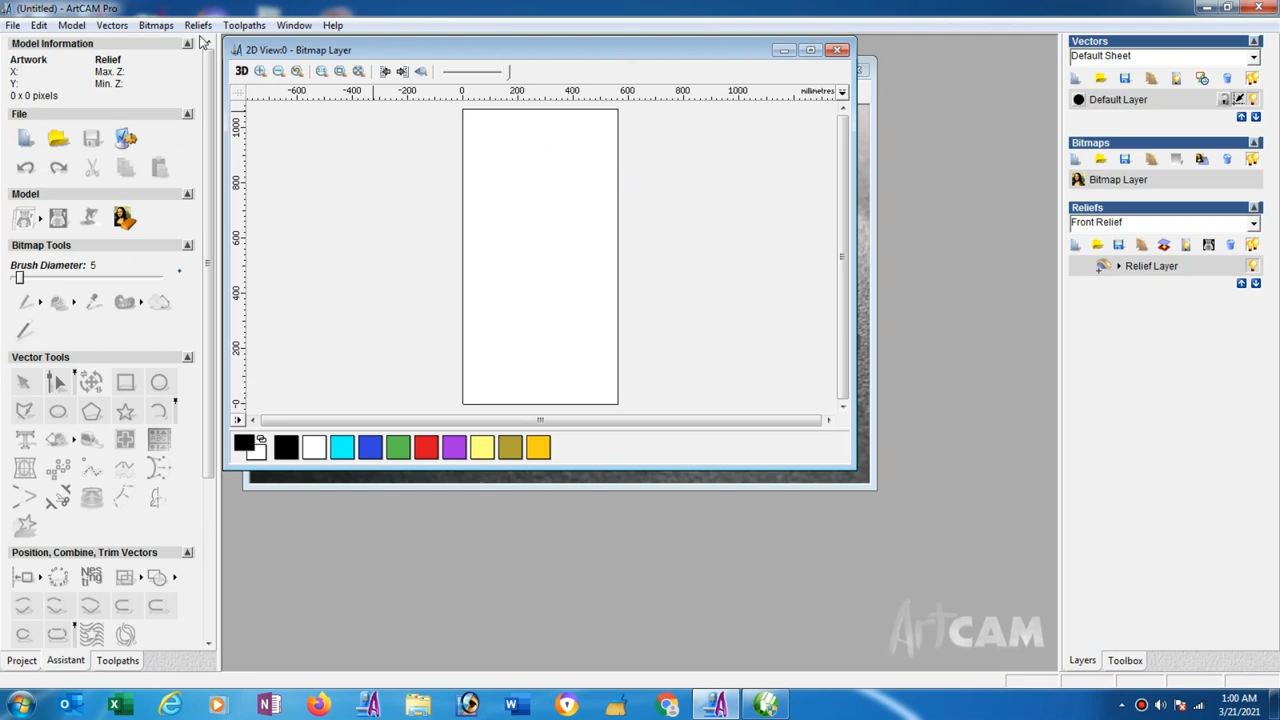 (Untitled) - ArtCAM Pro
File Edit Model Vectors Bitmaps Reliefs Toolpaths Window Help
Model Information
Artwork Relief
X: Max. Z:
Y: Min. Z:
0 x 0 pixels
File
Model
Bitmap Tools
Brush Diameter: 5
Vector Tools
Position, Combine, Trim Vectors
Nesting
Project Assistant Toolpaths
2D View:0 - Bitmap Layer
3D
-600 -400 -200 0 200 400 600 800 1000 millimetres
1000
800
600
400
200
-0
ArtCAM
Vectors
Default Sheet
Default Layer
Bitmaps
Bitmap Layer
Reliefs
Front Relief
Relief Layer
Layers Toolbox
1:00 AM
3/21/2021